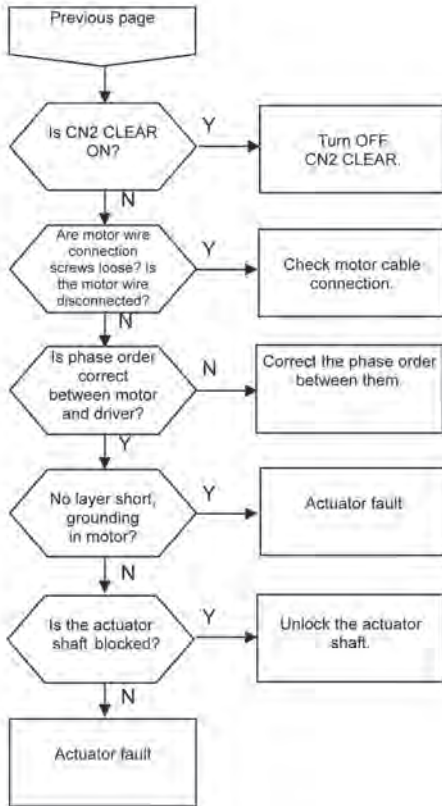 Previous page
Is CN2 CLEAR
ON?
Y
Turn OFF
CN2 CLEAR.
N
Are motor wire
connection
screws loose? Is
the motor wire
disconnected?
Y
Check motor cable
connection.
N
Is phase order
correct
between motor
and driver?
N
Correct the phase order
between them.
Y
No layer short,
grounding
in motor?
Y
Actuator fault
N
Is the actuator
shaft blocked?
Y
Unlock the actuator
shaft.
N
Actuator fault